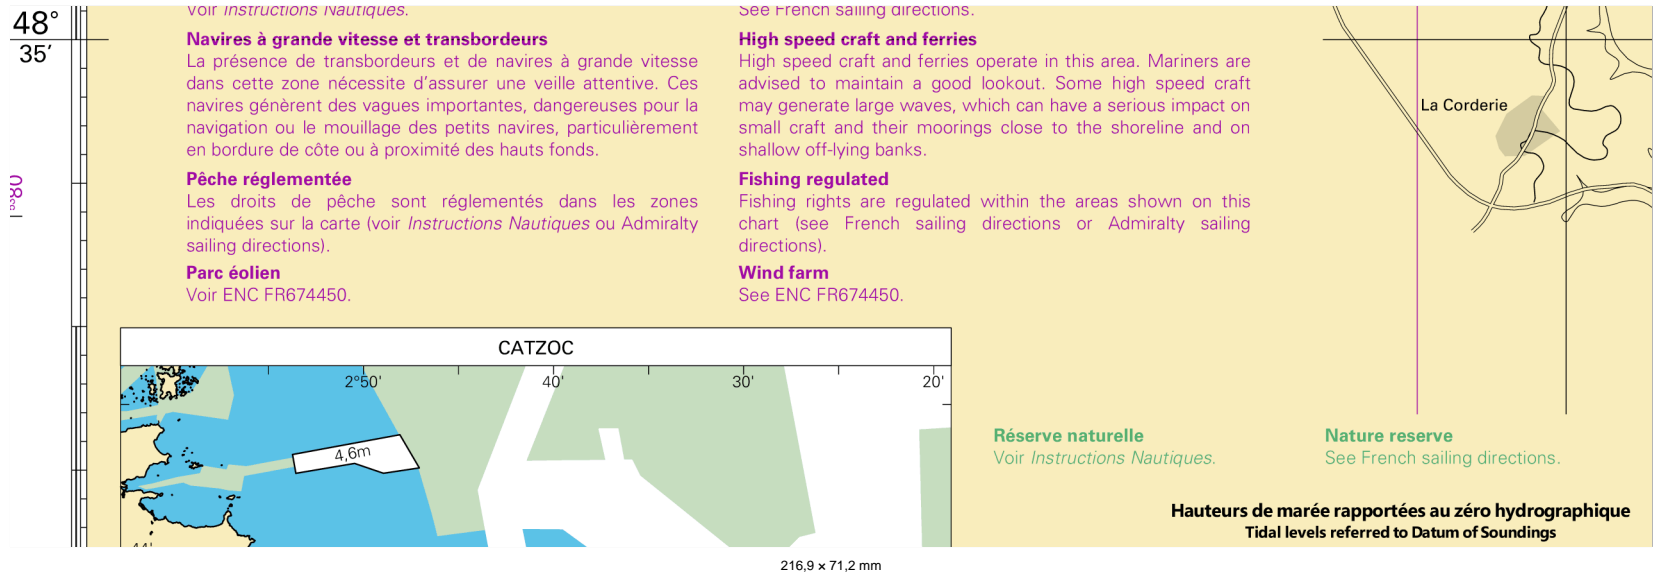 voir Instructions Nautiques.
See French sailing directions.
48°
35′
Navires à grande vitesse et transbordeurs
La présence de transbordeurs et de navires à grande vitesse
dans cette zone nécessite d’assurer une veille attentive. Ces
navires génèrent des vagues importantes, dangereuses pour la
navigation ou le mouillage des petits navires, particulièrement
en bordure de côte ou à proximité des hauts fonds.
Pêche réglementée
Les droits de pêche sont réglementés dans les zones
indiquées sur la carte (voir Instructions Nautiques ou Admiralty
sailing directions).
Parc éolien
Voir ENC FR674450.
High speed craft and ferries
High speed craft and ferries operate in this area. Mariners are
advised to maintain a good lookout. Some high speed craft
may generate large waves, which can have a serious impact on
small craft and their moorings close to the shoreline and on
shallow off-lying banks.
Fishing regulated
Fishing rights are regulated within the areas shown on this
chart (see French sailing directions or Admiralty sailing
directions).
Wind farm
See ENC FR674450.
La Corderie
CATZOC
2°50'
40'
30'
20'
4,6m
44'
Réserve naturelle
Voir Instructions Nautiques.
Nature reserve
See French sailing directions.
Hauteurs de marée rapportées au zéro hydrographique
Tidal levels referred to Datum of Soundings
216,9 × 71,2 mm